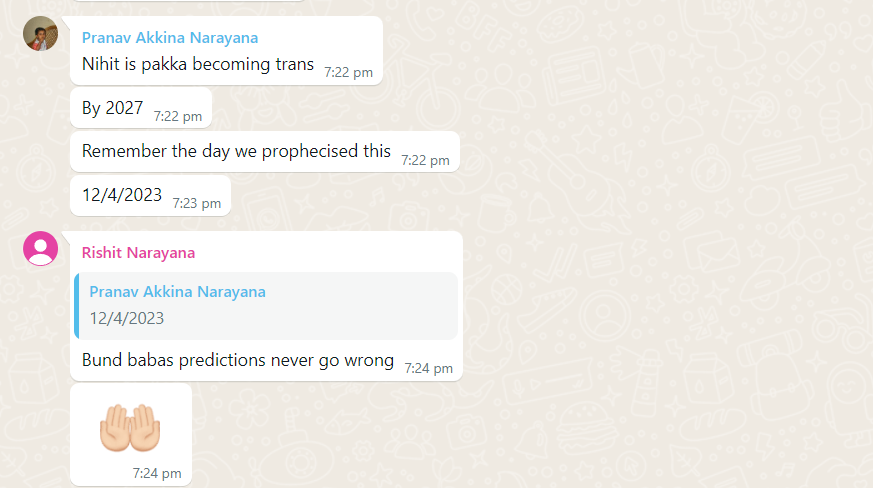 Pranav Akkina Narayana
Nihit is pakka becoming trans 7:22 pm
By 2027 7:22 pm
Remember the day we prophecised this 7:22 pm
12/4/2023 7:23 pm
Rishit Narayana
Pranav Akkina Narayana
12/4/2023
Bund babas predictions never go wrong 7:24 pm
🤲🏻
7:24 pm